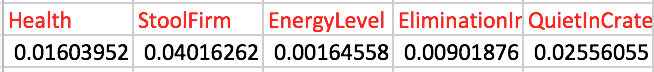 Health StoolFirm EnergyLevel EliminationIr QuietInCrate
0.01603952 0.04016262 0.00164558 0.00901876 0.02556055